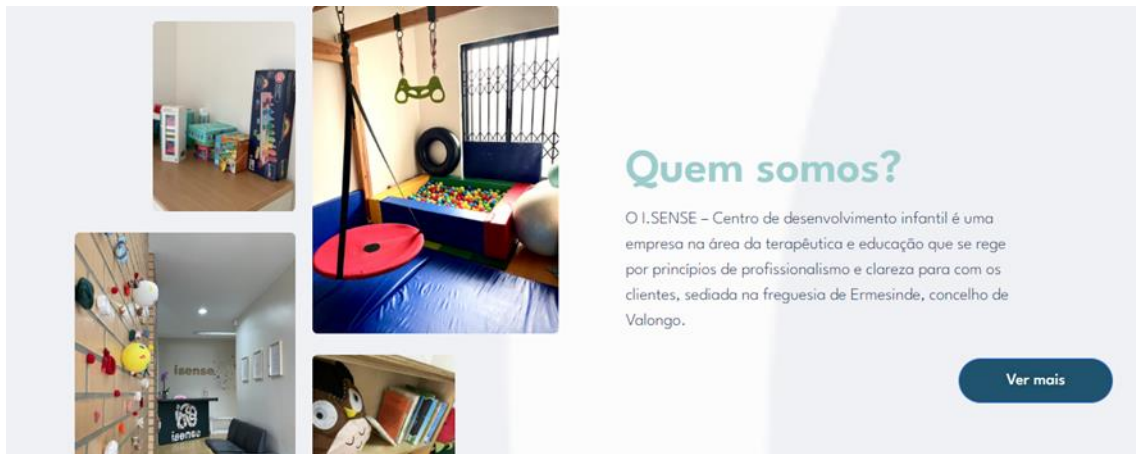 Quem somos?
O I.SENSE – Centro de desenvolvimento infantil é uma
empresa na área da terapêutica e educação que se rege
por princípios de profissionalismo e clareza para com os
clientes, sediada na freguesia de Ermesinde, concelho de
Valongo.
Ver mais
isense
isense